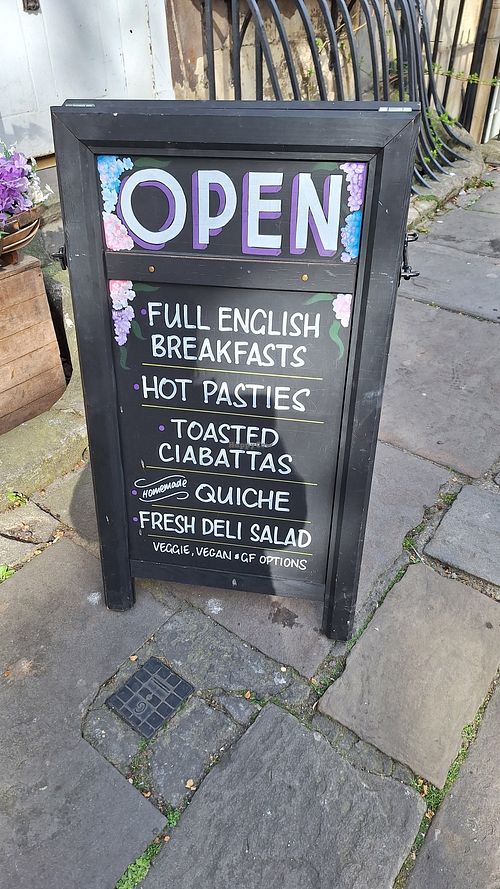 OPEN
FULL ENGLISH
BREAKFASTS
HOT PASTIES
TOASTED
CIABATTAS
Homemade QUICHE
FRESH DELI SALAD
VEGGIE, VEGAN & GF OPTIONS